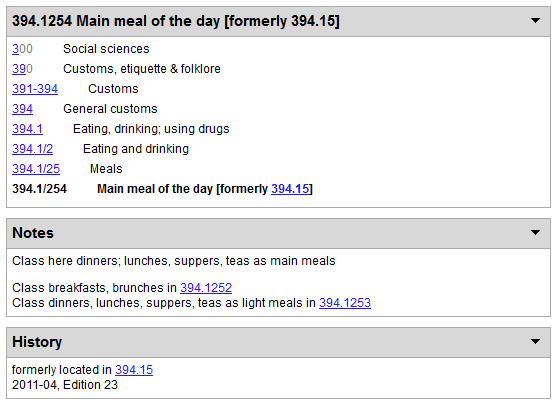 394.1254 Main meal of the day [formerly 394.15]
300 Social sciences
390 Customs, etiquette & folklore
391-394 Customs
394 General customs
394.1 Eating, drinking; using drugs
394.1/2 Eating and drinking
394.1/25 Meals
394.1/254 Main meal of the day [formerly 394.15]
Notes
Class here dinners; lunches, suppers, teas as main meals
Class breakfasts, brunches in 394.1252
Class dinners, lunches, suppers, teas as light meals in 394.1253
History
formerly located in 394.15
2011-04, Edition 23